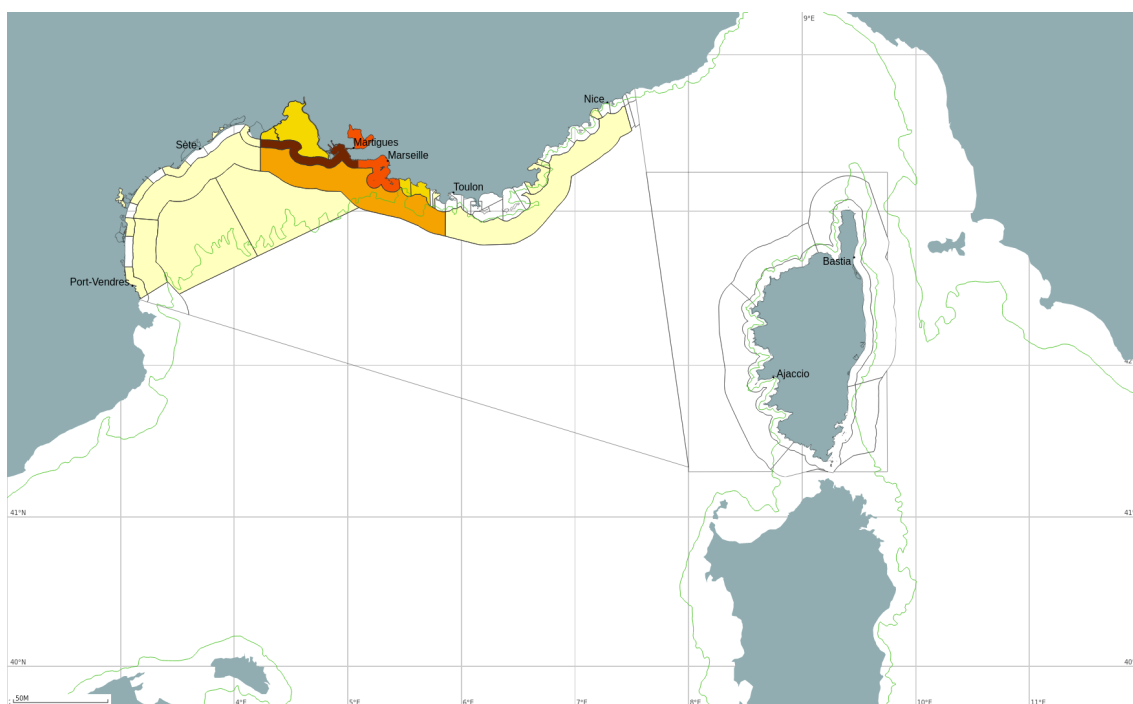 9°E
Nice
Sète
Martigues
Marseille
Toulon
Bastia
Port-Vendres
Ajaccio
41°N
40°N
50M
4°E
5°E
6°E
7°E
8°E
10°E
11°E